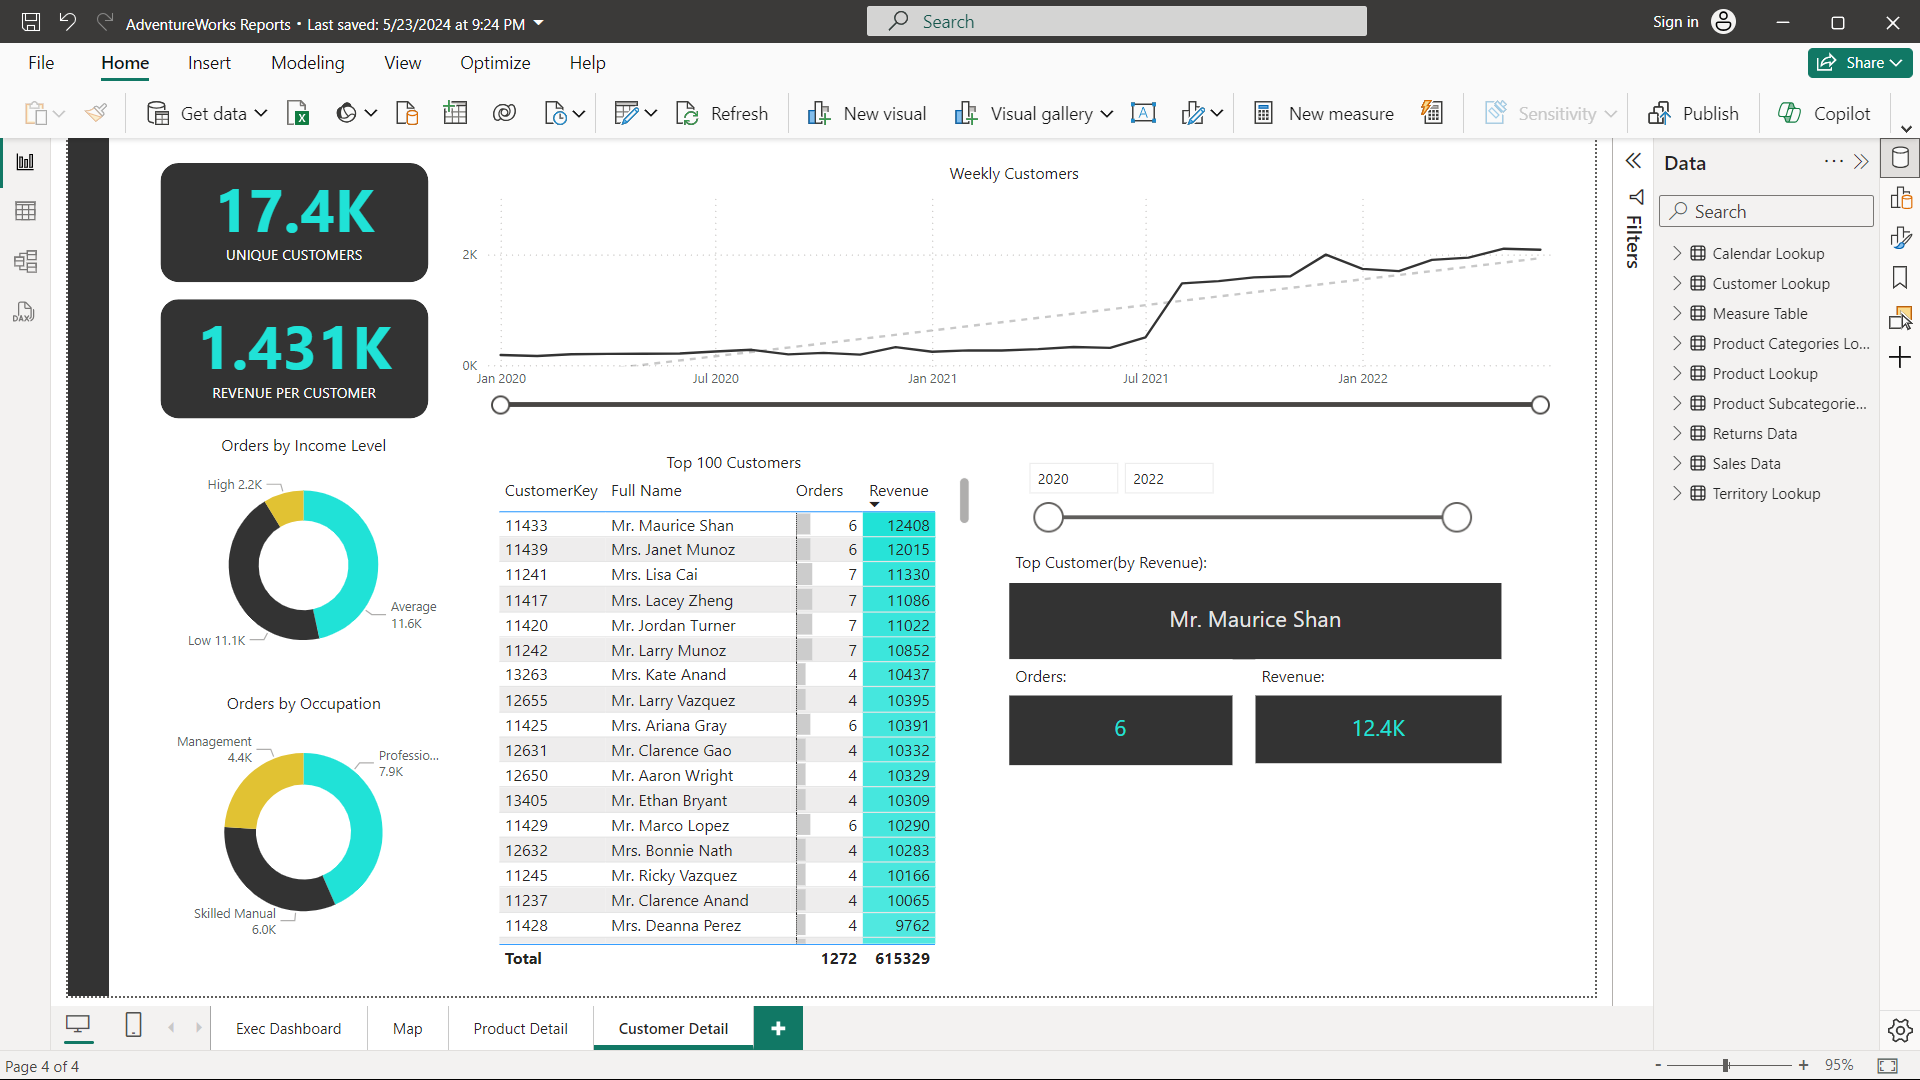 AdventureWorks Reports • Last saved: 5/23/2024 at 9:24 PM
Search
Sign in
File Home Insert Modeling View Optimize Help
Share
Get data
Refresh
New visual
Visual gallery
New measure
Sensitivity
Publish
Copilot
17.4K
UNIQUE CUSTOMERS
1.431K
REVENUE PER CUSTOMER
Weekly Customers
2K
0K
Jan 2020 Jul 2020 Jan 2021 Jul 2021 Jan 2022
Orders by Income Level
High 2.2K
Average
11.6K
Low 11.1K
Orders by Occupation
Management
4.4K
Professio...
7.9K
Skilled Manual
6.0K
Top 100 Customers
CustomerKey Full Name Orders Revenue
11433 Mr. Maurice Shan 6 12408
11439 Mrs. Janet Munoz 6 12015
11241 Mrs. Lisa Cai 7 11330
11417 Mrs. Lacey Zheng 7 11086
11420 Mr. Jordan Turner 7 11022
11242 Mr. Larry Munoz 7 10852
13263 Mrs. Kate Anand 4 10437
12655 Mr. Larry Vazquez 4 10395
11425 Mrs. Ariana Gray 6 10391
12631 Mr. Clarence Gao 4 10332
12650 Mr. Aaron Wright 4 10329
13405 Mr. Ethan Bryant 4 10309
11429 Mr. Marco Lopez 6 10290
12632 Mrs. Bonnie Nath 4 10283
11245 Mr. Ricky Vazquez 4 10166
11237 Mr. Clarence Anand 4 10065
11428 Mrs. Deanna Perez 4 9762
Total 1272 615329
2020 2022
Top Customer(by Revenue):
Mr. Maurice Shan
Orders: Revenue:
6 12.4K
Filters
Data
Search
Calendar Lookup
Customer Lookup
Measure Table
Product Categories Lo...
Product Lookup
Product Subcategorie...
Returns Data
Sales Data
Territory Lookup
DAX
A
Exec Dashboard Map Product Detail Customer Detail
Page 4 of 4
- + 95%